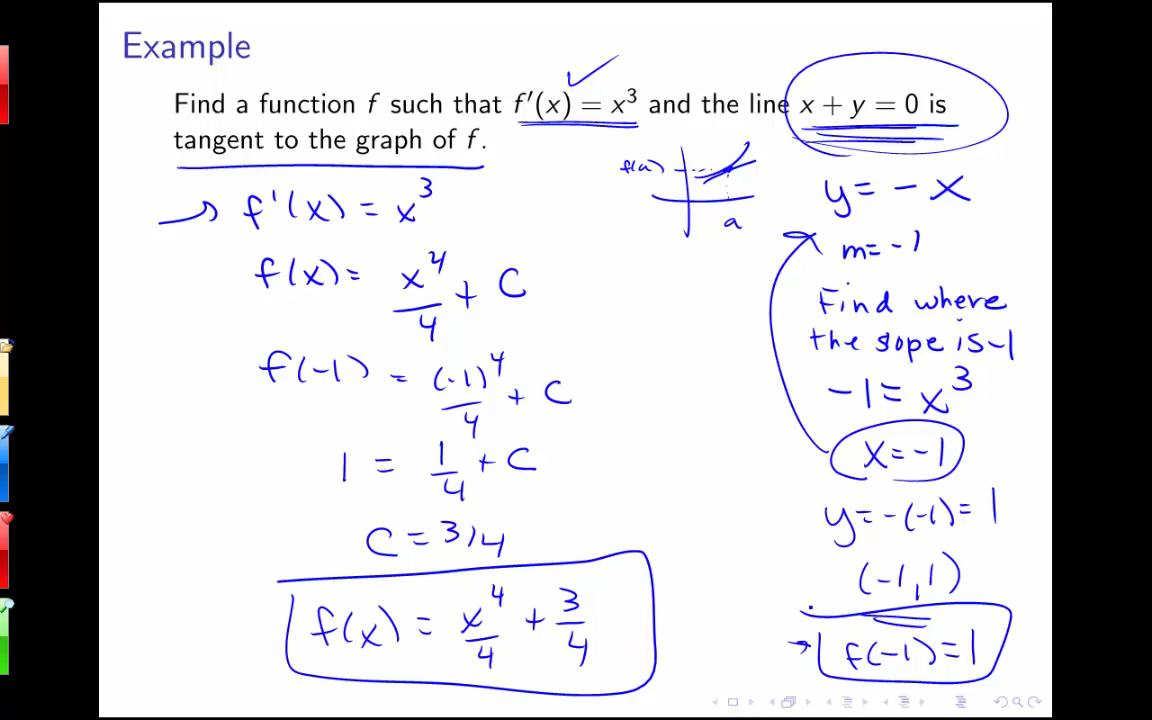 Example
Find a function f such that f′(x) = x³ and the line x + y = 0 is
tangent to the graph of f.
f'(x) = x³
f(x) = x⁴/4 + C
f(-1) = (-1)⁴/4 + C
1 = 1/4 + C
C = 3/4
f(x) = x⁴/4 + 3/4
f(a)
a
y = -x
m = -1
Find where
the slope is -1
-1 = x³
x = -1
y = -(-1) = 1
(-1, 1)
f(-1) = 1